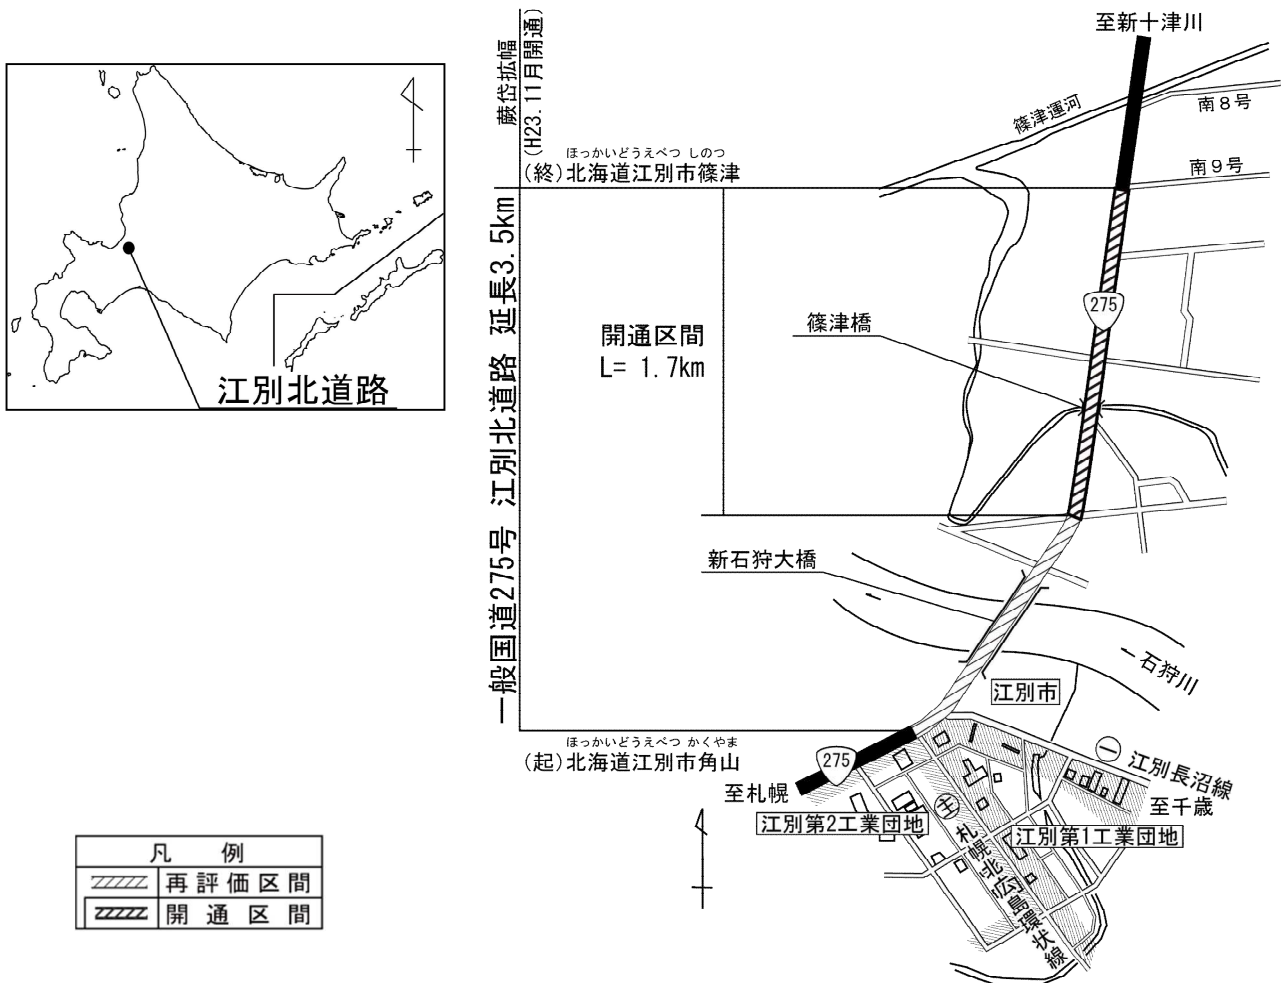 江別北道路
凡 例
再評価区間
開通区間
一般国道275号 江別北道路 延長3.5km
蕨岱拡幅
(H23.11月開通)
ほっかいどうえべつ しのつ
(終)北海道江別市篠津
開通区間
L= 1.7km
至新十津川
篠津運河
南8号
南9号
275
篠津橋
新石狩大橋
石狩川
江別市
ほっかいどうえべつ かくやま
(起)北海道江別市角山
275
至札幌
一 江別長沼線
至千歳
江別第2工業団地
江別第1工業団地
主 札幌北広島環状線